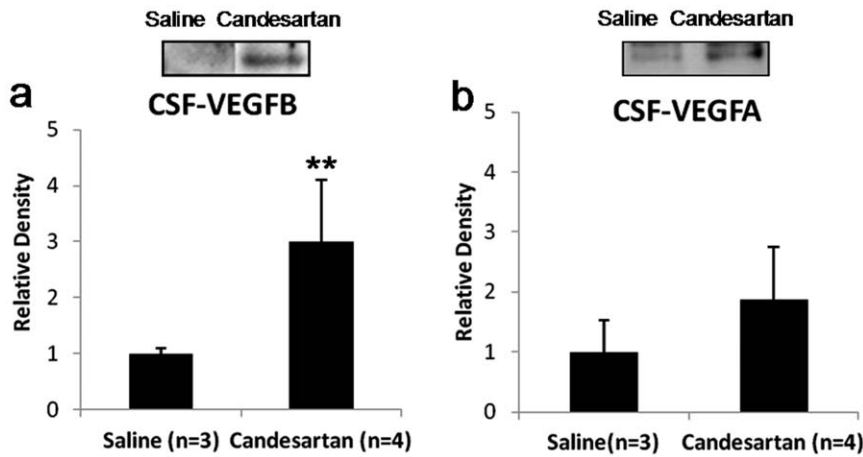 Saline Candesartan
a
CSF-VEGFB
Relative Density
5
4
3
2
1
0
**
Saline (n=3) Candesartan (n=4)
Saline Candesartan
b
CSF-VEGFA
Relative Density
5
4
3
2
1
0
Saline(n=3) Candesartan (n=4)